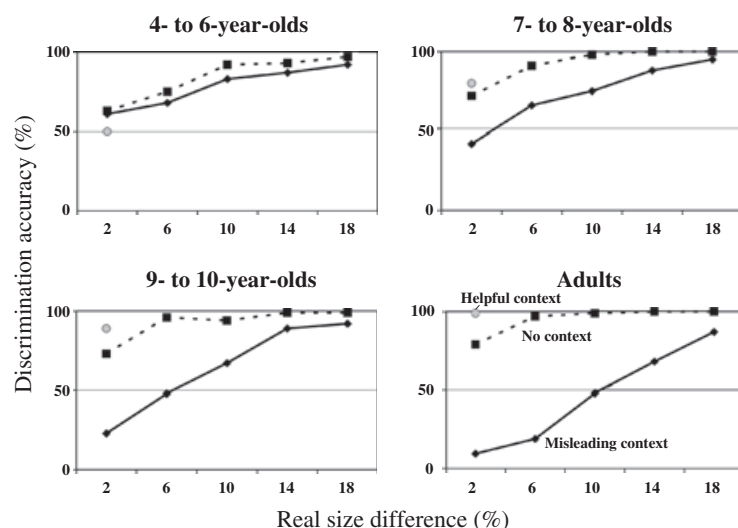 4- to 6-year-olds
7- to 8-year-olds
100
50
0
2 6 10 14 18
100
50
0
2 6 10 14 18
9- to 10-year-olds
Adults
100
50
0
2 6 10 14 18
100
50
0
2 6 10 14 18
Helpful context
No context
Misleading context
Discrimination accuracy (%)
Real size difference (%)